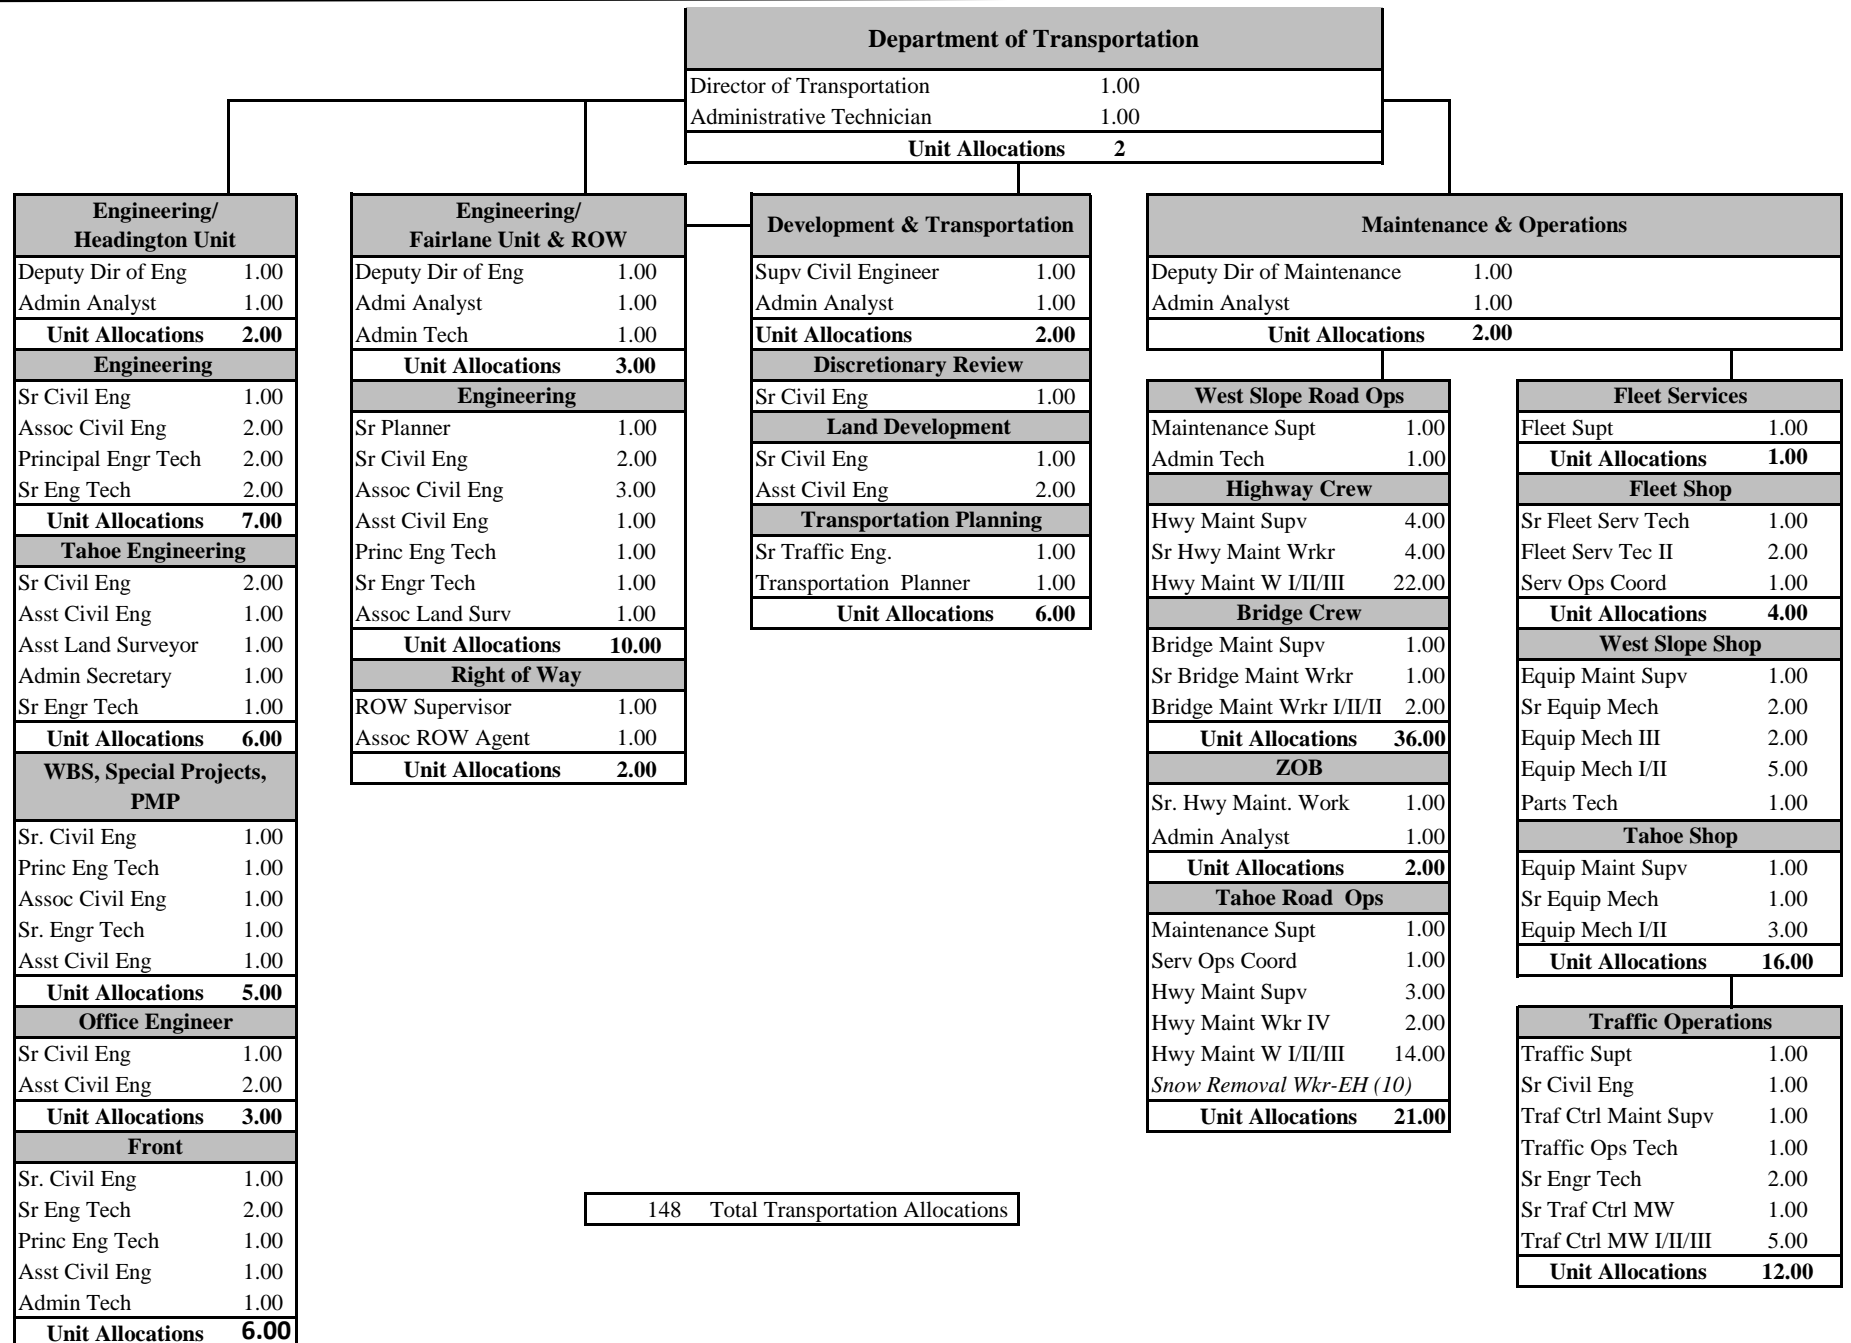 Department of Transportation
Director of Transportation 1.00
Administrative Technician 1.00
Unit Allocations 2
Engineering/
Headington Unit
Deputy Dir of Eng 1.00
Admin Analyst 1.00
Unit Allocations 2.00
Engineering
Sr Civil Eng 1.00
Assoc Civil Eng 2.00
Principal Engr Tech 2.00
Sr Eng Tech 2.00
Unit Allocations 7.00
Tahoe Engineering
Sr Civil Eng 2.00
Asst Civil Eng 1.00
Asst Land Surveyor 1.00
Admin Secretary 1.00
Sr Engr Tech 1.00
Unit Allocations 6.00
WBS, Special Projects,
PMP
Sr. Civil Eng 1.00
Princ Eng Tech 1.00
Assoc Civil Eng 1.00
Sr. Engr Tech 1.00
Asst Civil Eng 1.00
Unit Allocations 5.00
Office Engineer
Sr Civil Eng 1.00
Asst Civil Eng 2.00
Unit Allocations 3.00
Front
Sr. Civil Eng 1.00
Sr Eng Tech 2.00
Princ Eng Tech 1.00
Asst Civil Eng 1.00
Admin Tech 1.00
Unit Allocations 6.00
Engineering/
Fairlane Unit & ROW
Deputy Dir of Eng 1.00
Admi Analyst 1.00
Admin Tech 1.00
Unit Allocations 3.00
Engineering
Sr Planner 1.00
Sr Civil Eng 2.00
Assoc Civil Eng 3.00
Asst Civil Eng 1.00
Princ Eng Tech 1.00
Sr Engr Tech 1.00
Assoc Land Surv 1.00
Unit Allocations 10.00
Right of Way
ROW Supervisor 1.00
Assoc ROW Agent 1.00
Unit Allocations 2.00
Development & Transportation
Supv Civil Engineer 1.00
Admin Analyst 1.00
Unit Allocations 2.00
Discretionary Review
Sr Civil Eng 1.00
Land Development
Sr Civil Eng 1.00
Asst Civil Eng 2.00
Transportation Planning
Sr Traffic Eng. 1.00
Transportation Planner 1.00
Unit Allocations 6.00
Maintenance & Operations
Deputy Dir of Maintenance 1.00
Admin Analyst 1.00
Unit Allocations 2.00
West Slope Road Ops
Maintenance Supt 1.00
Admin Tech 1.00
Highway Crew
Hwy Maint Supv 4.00
Sr Hwy Maint Wrkr 4.00
Hwy Maint W I/II/III 22.00
Bridge Crew
Bridge Maint Supv 1.00
Sr Bridge Maint Wrkr 1.00
Bridge Maint Wrkr I/II/II 2.00
Unit Allocations 36.00
ZOB
Sr. Hwy Maint. Work 1.00
Admin Analyst 1.00
Unit Allocations 2.00
Tahoe Road Ops
Maintenance Supt 1.00
Serv Ops Coord 1.00
Hwy Maint Supv 3.00
Hwy Maint Wkr IV 2.00
Hwy Maint W I/II/III 14.00
Snow Removal Wkr-EH (10)
Unit Allocations 21.00
Fleet Services
Fleet Supt 1.00
Unit Allocations 1.00
Fleet Shop
Sr Fleet Serv Tech 1.00
Fleet Serv Tec II 2.00
Serv Ops Coord 1.00
Unit Allocations 4.00
West Slope Shop
Equip Maint Supv 1.00
Sr Equip Mech 2.00
Equip Mech III 2.00
Equip Mech I/II 5.00
Parts Tech 1.00
Tahoe Shop
Equip Maint Supv 1.00
Sr Equip Mech 1.00
Equip Mech I/II 3.00
Unit Allocations 16.00
Traffic Operations
Traffic Supt 1.00
Sr Civil Eng 1.00
Traf Ctrl Maint Supv 1.00
Traffic Ops Tech 1.00
Sr Engr Tech 2.00
Sr Traf Ctrl MW 1.00
Traf Ctrl MW I/II/III 5.00
Unit Allocations 12.00
148 Total Transportation Allocations